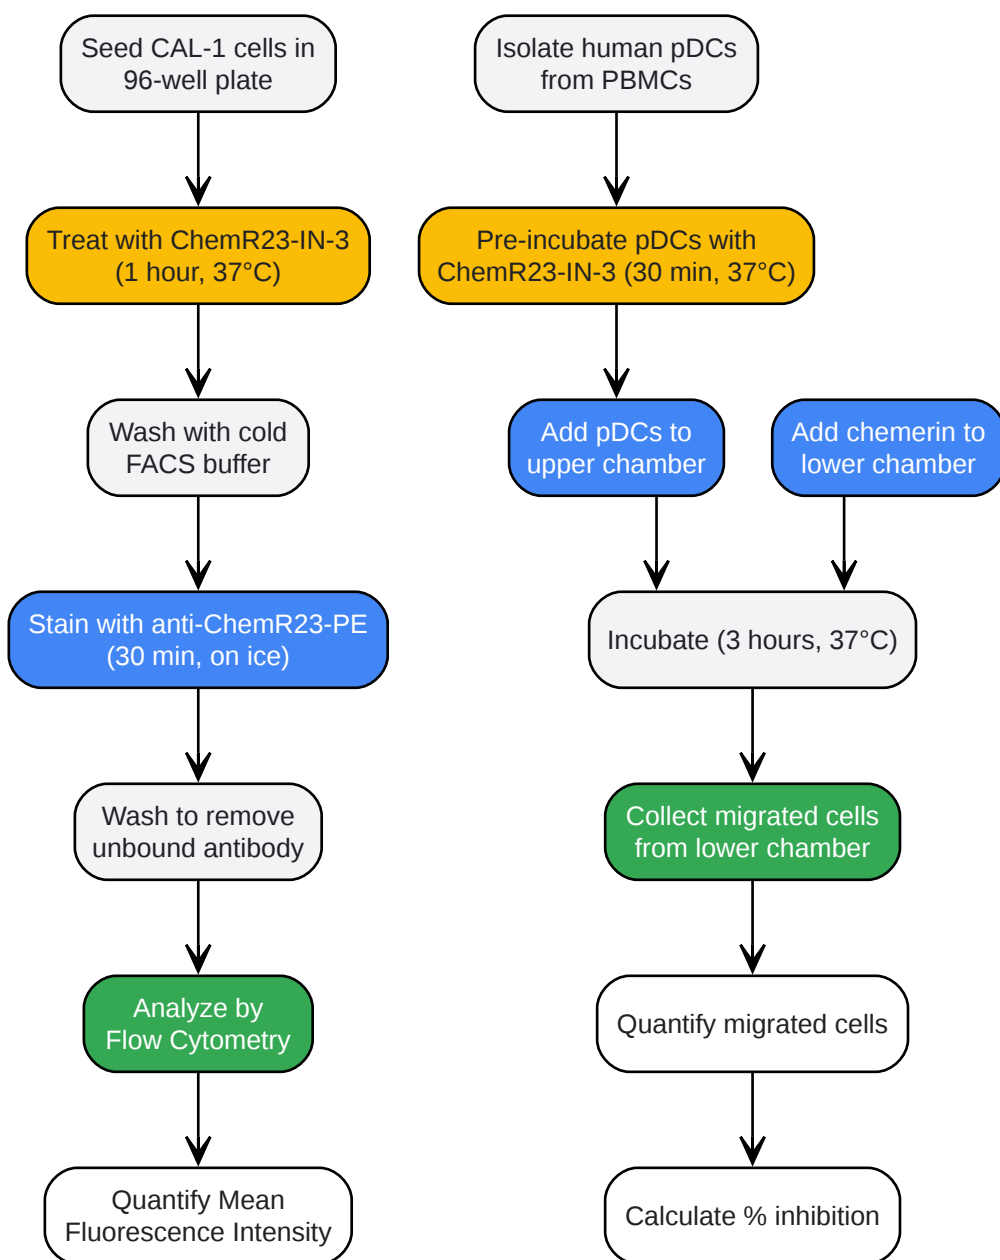 Seed CAL-1 cells in
96-well plate
Treat with ChemR23-IN-3
(1 hour, 37°C)
Wash with cold
FACS buffer
Stain with anti-ChemR23-PE
(30 min, on ice)
Wash to remove
unbound antibody
Analyze by
Flow Cytometry
Quantify Mean
Fluorescence Intensity
Isolate human pDCs
from PBMCs
Pre-incubate pDCs with
ChemR23-IN-3 (30 min, 37°C)
Add pDCs to
upper chamber
Add chemerin to
lower chamber
Incubate (3 hours, 37°C)
Collect migrated cells
from lower chamber
Quantify migrated cells
Calculate % inhibition